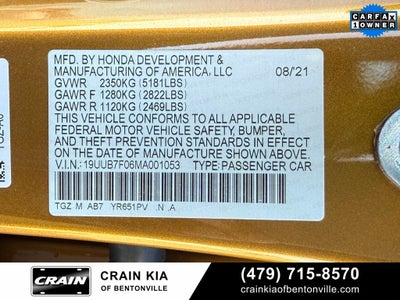 CARFAX
1 OWNER
MFD. BY HONDA DEVELOPMENT &
MANUFACTURING OF AMERICA, LLC 08/21
GVWR 2350KG (5181LBS)
GAWR F 1280KG (2822LBS)
GAWR R 1120KG (2469LBS)
THIS VEHICLE CONFORMS TO ALL APPLICABLE
FEDERAL MOTOR VEHICLE SAFETY, BUMPER,
AND THEFT PREVENTION STANDARDS IN EFFECT
ON THE DATE OF MANUFACTURE SHOWN ABOVE.
V.I.N.: 19UUB7F06MA001053 TYPE:PASSENGER CAR
TGZ M AB7 YR651PV .N .A
CRAIN
CRAIN KIA
OF BENTONVILLE
(479) 715-8570
crainkiaofbentonville.com